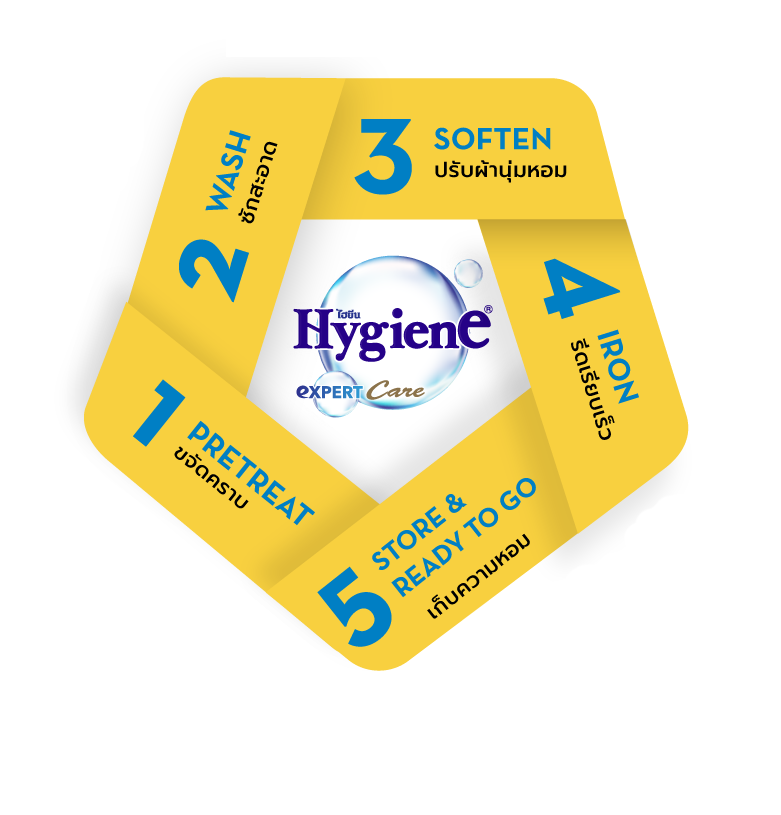 ไฮยีน
Hygiene®
EXPERT Care
1
PRETREAT
ขจัดคราบ
2
WASH
ซักสะอาด
3
SOFTEN
ปรับผ้านุ่มหอม
4
IRON
รีดเรียบเร็ว
5
STORE &
READY TO GO
เก็บความหอม